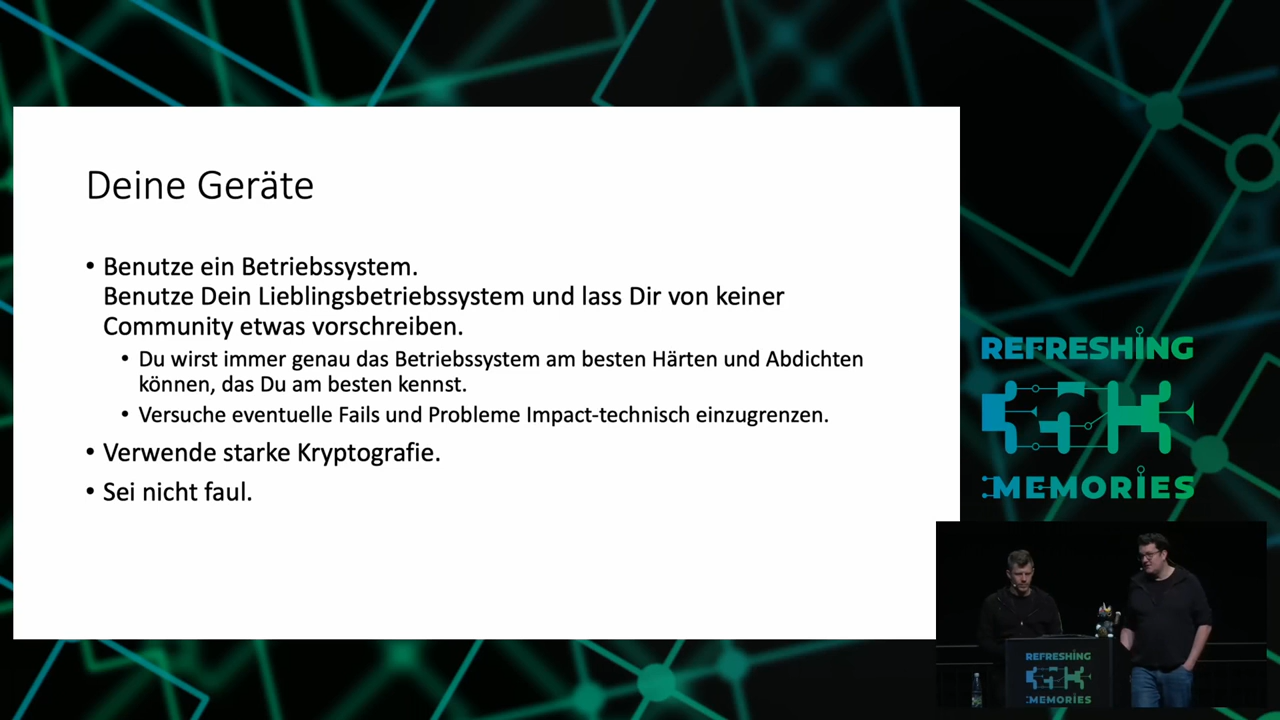 Deine Geräte
• Benutze ein Betriebssystem.
Benutze Dein Lieblingsbetriebssystem und lass Dir von keiner
Community etwas vorschreiben.
• Du wirst immer genau das Betriebssystem am besten Härten und Abdichten
können, das Du am besten kennst.
• Versuche eventuelle Fails und Probleme Impact-technisch einzugrenzen.
• Verwende starke Kryptografie.
• Sei nicht faul.
REFRESHING
G3K
MEMORIES
REFRESHING
G3K
MEMORIES